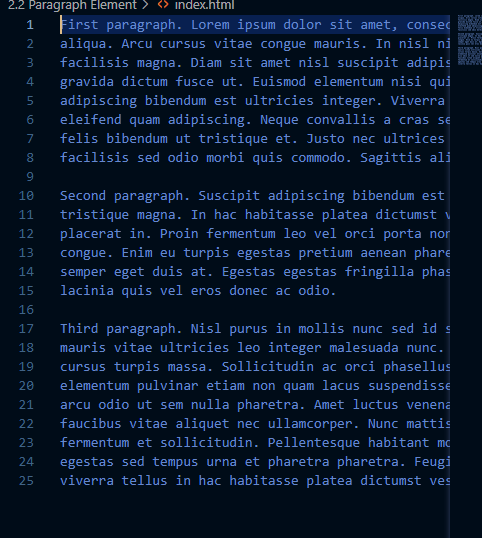 2.2 Paragraph Element > <> index.html
1 First paragraph. Lorem ipsum dolor sit amet, consec
2 aliqua. Arcu cursus vitae congue mauris. In nisl ni
3 facilisis magna. Diam sit amet nisl suscipit adipis
4 gravida dictum fusce ut. Euismod elementum nisi qui
5 adipiscing bibendum est ultricies integer. Viverra
6 eleifend quam adipiscing. Neque convallis a cras se
7 felis bibendum ut tristique et. Justo nec ultrices
8 facilisis sed odio morbi quis commodo. Sagittis ali
9
10 Second paragraph. Suscipit adipiscing bibendum est
11 tristique magna. In hac habitasse platea dictumst v
12 placerat in. Proin fermentum leo vel orci porta non
13 congue. Enim eu turpis egestas pretium aenean phare
14 semper eget duis at. Egestas egestas fringilla phas
15 lacinia quis vel eros donec ac odio.
16
17 Third paragraph. Nisl purus in mollis nunc sed id s
18 mauris vitae ultricies leo integer malesuada nunc.
19 cursus turpis massa. Sollicitudin ac orci phasellus
20 elementum pulvinar etiam non quam lacus suspendisse
21 arcu odio ut sem nulla pharetra. Amet luctus venena
22 faucibus vitae aliquet nec ullamcorper. Nunc mattis
23 fermentum et sollicitudin. Pellentesque habitant mo
24 egestas sed tempus urna et pharetra pharetra. Feugi
25 viverra tellus in hac habitasse platea dictumst ves